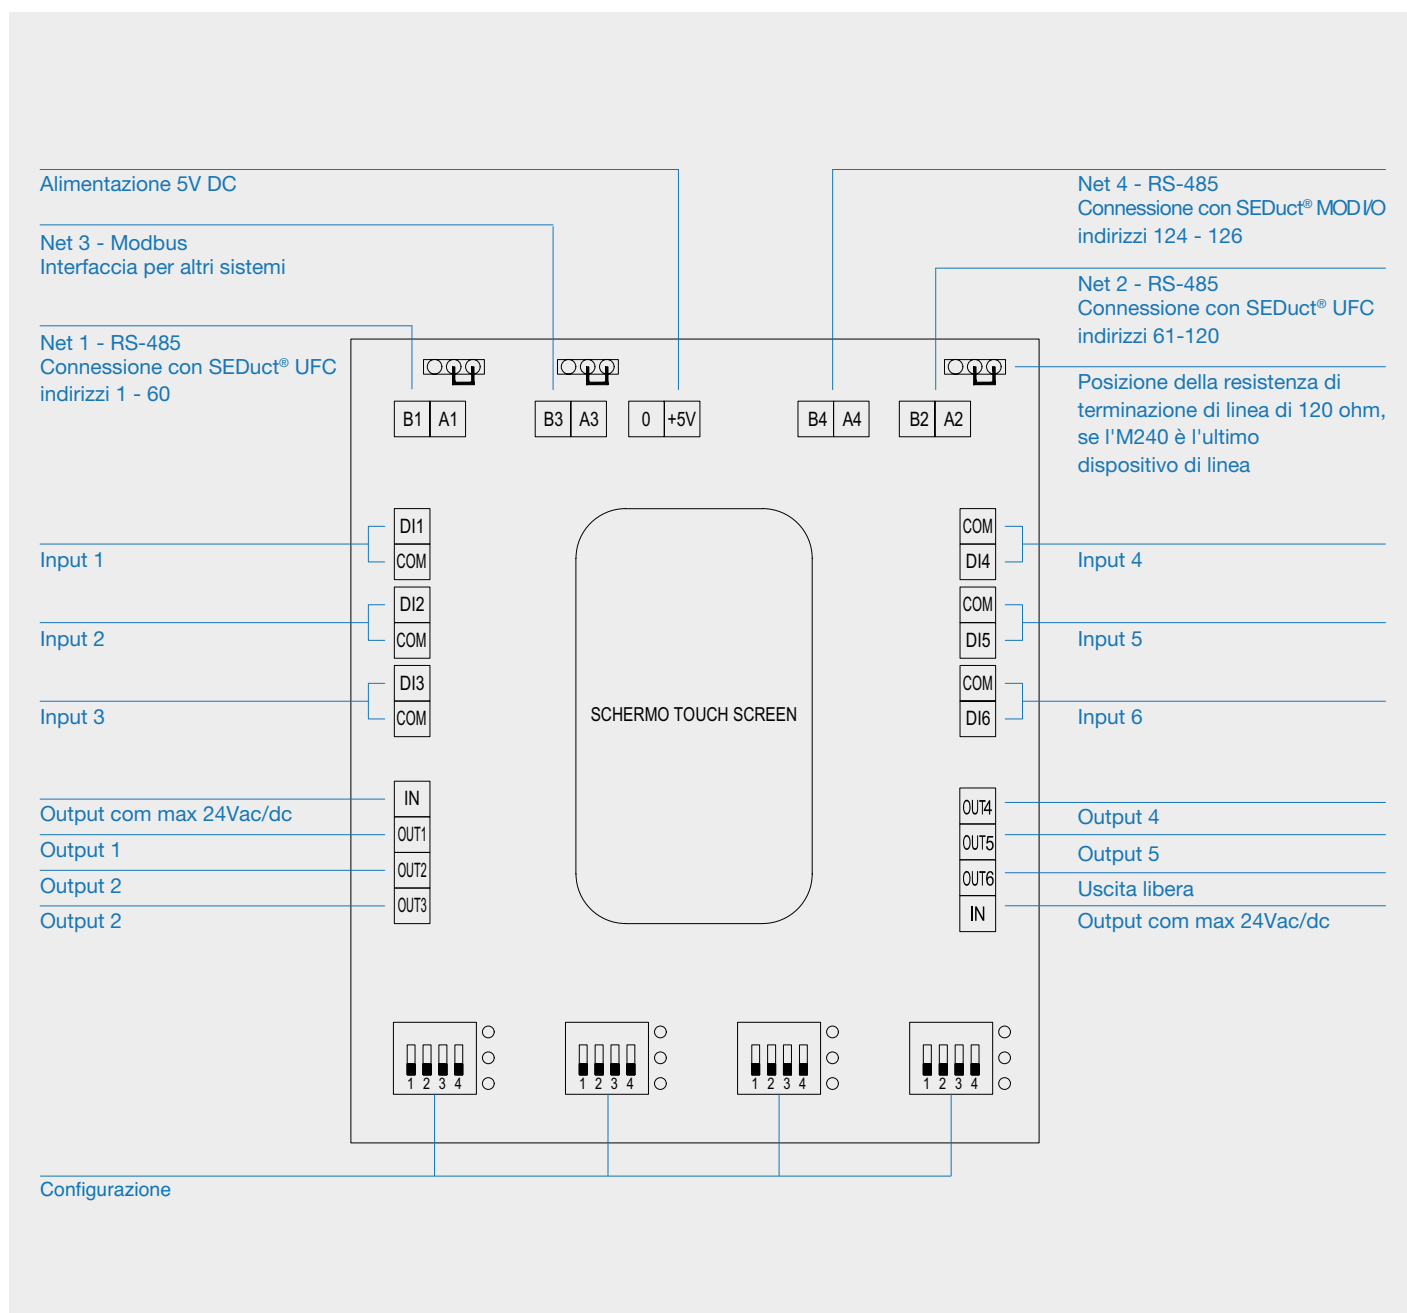 Alimentazione 5V DC
Net 3 - Modbus
Interfaccia per altri sistemi
Net 1 - RS-485
Connessione con SEDuct® UFC
indirizzi 1 - 60
Net 4 - RS-485
Connessione con SEDuct® MOD I/O
indirizzi 124 - 126
Net 2 - RS-485
Connessione con SEDuct® UFC
indirizzi 61-120
Posizione della resistenza di
terminazione di linea di 120 ohm,
se l'M240 è l'ultimo
dispositivo di linea
B1 A1
B3 A3
0 +5V
B4 A4
B2 A2
DI1
COM
Input 1
DI2
COM
Input 2
DI3
COM
Input 3
COM
DI4
Input 4
COM
DI5
Input 5
COM
DI6
Input 6
SCHERMO TOUCH SCREEN
IN
Output com max 24Vac/dc
OUT1
Output 1
OUT2
Output 2
OUT3
Output 2
OUT4
Output 4
OUT5
Output 5
OUT6
Uscita libera
IN
Output com max 24Vac/dc
1 2 3 4
1 2 3 4
1 2 3 4
1 2 3 4
Configurazione